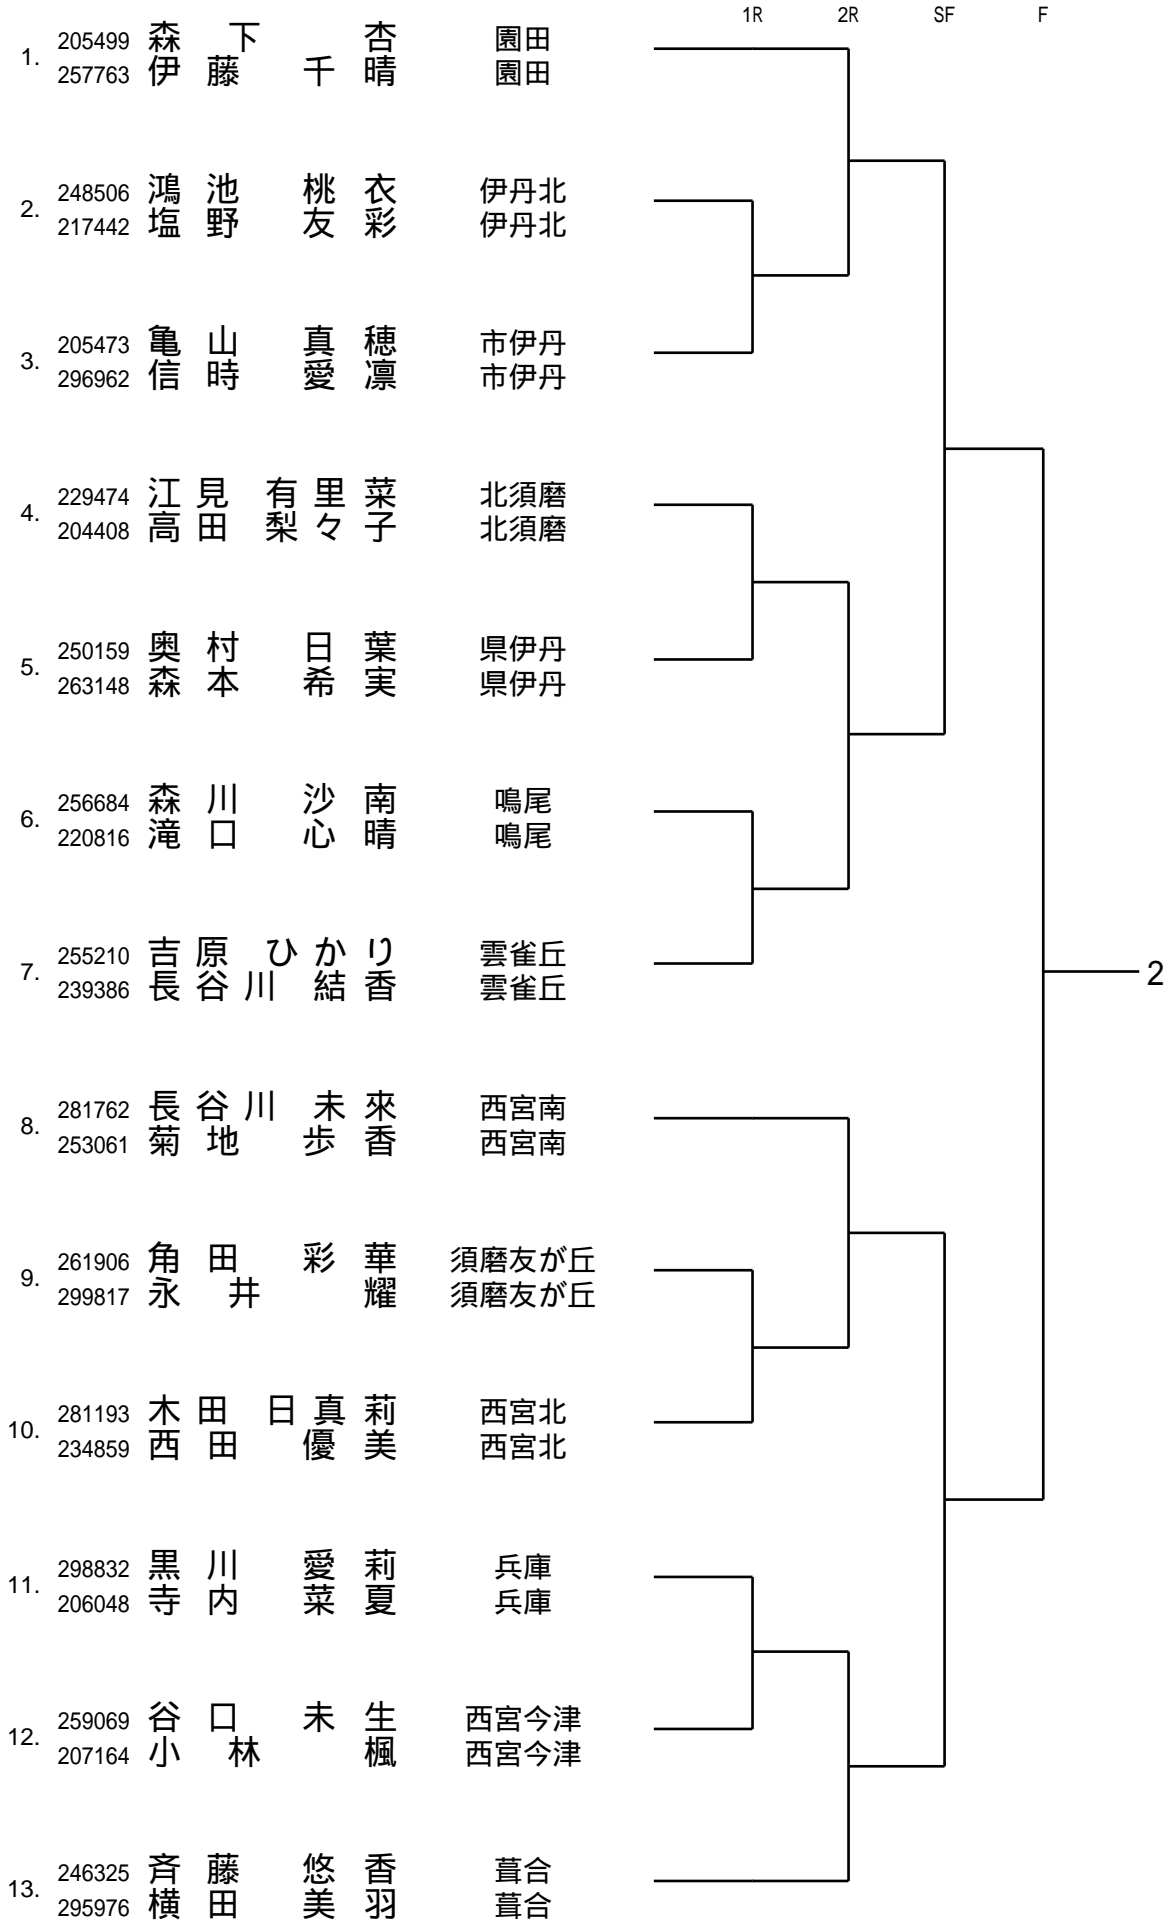 1R 2R SF F
1. 205499 森下 杏 園田
257763 伊藤 千晴 園田
2. 248506 鴻池 桃衣 伊丹北
217442 塩野 友彩 伊丹北
3. 205473 亀山 真穂 市伊丹
296962 信時 愛凛 市伊丹
4. 229474 江見 有里菜 北須磨
204408 高田 梨々子 北須磨
5. 250159 奥村 日葉 県伊丹
263148 森本 希実 県伊丹
6. 256684 森川 沙南 鳴尾
220816 滝口 心晴 鳴尾
7. 255210 吉原 ひかり 雲雀丘
239386 長谷川 結香 雲雀丘
2
8. 281762 長谷川 未來 西宮南
253061 菊地 歩香 西宮南
9. 261906 角田 彩華 須磨友が丘
299817 永井 耀 須磨友が丘
10. 281193 木田 日真莉 西宮北
234859 西田 優美 西宮北
11. 298832 黒川 愛莉 兵庫
206048 寺内 菜夏 兵庫
12. 259069 谷口 未生 西宮今津
207164 小林 楓 西宮今津
13. 246325 斉藤 悠香 葺合
295976 横田 美羽 葺合